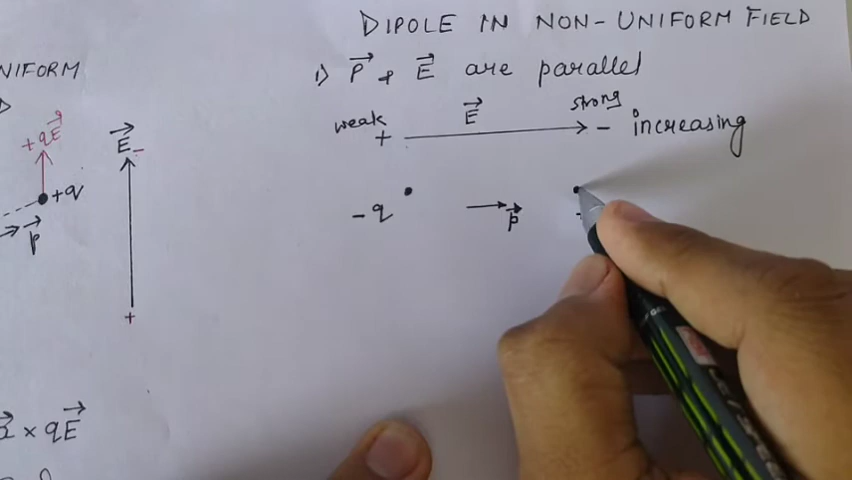 DIPOLE IN NON-UNIFORM FIELD
NIFORM
1) P⃗ & E⃗ are parallel
weak E⃗ strong
+ - increasing
+qE⃗
E⃗ -
+q
p⃗
+
-q p⃗
× qE⃗